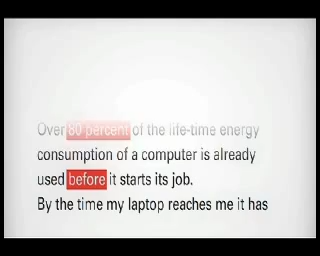 Over 80 percent of the life-time energy
consumption of a computer is already
used before it starts its job.
By the time my laptop reaches me it has